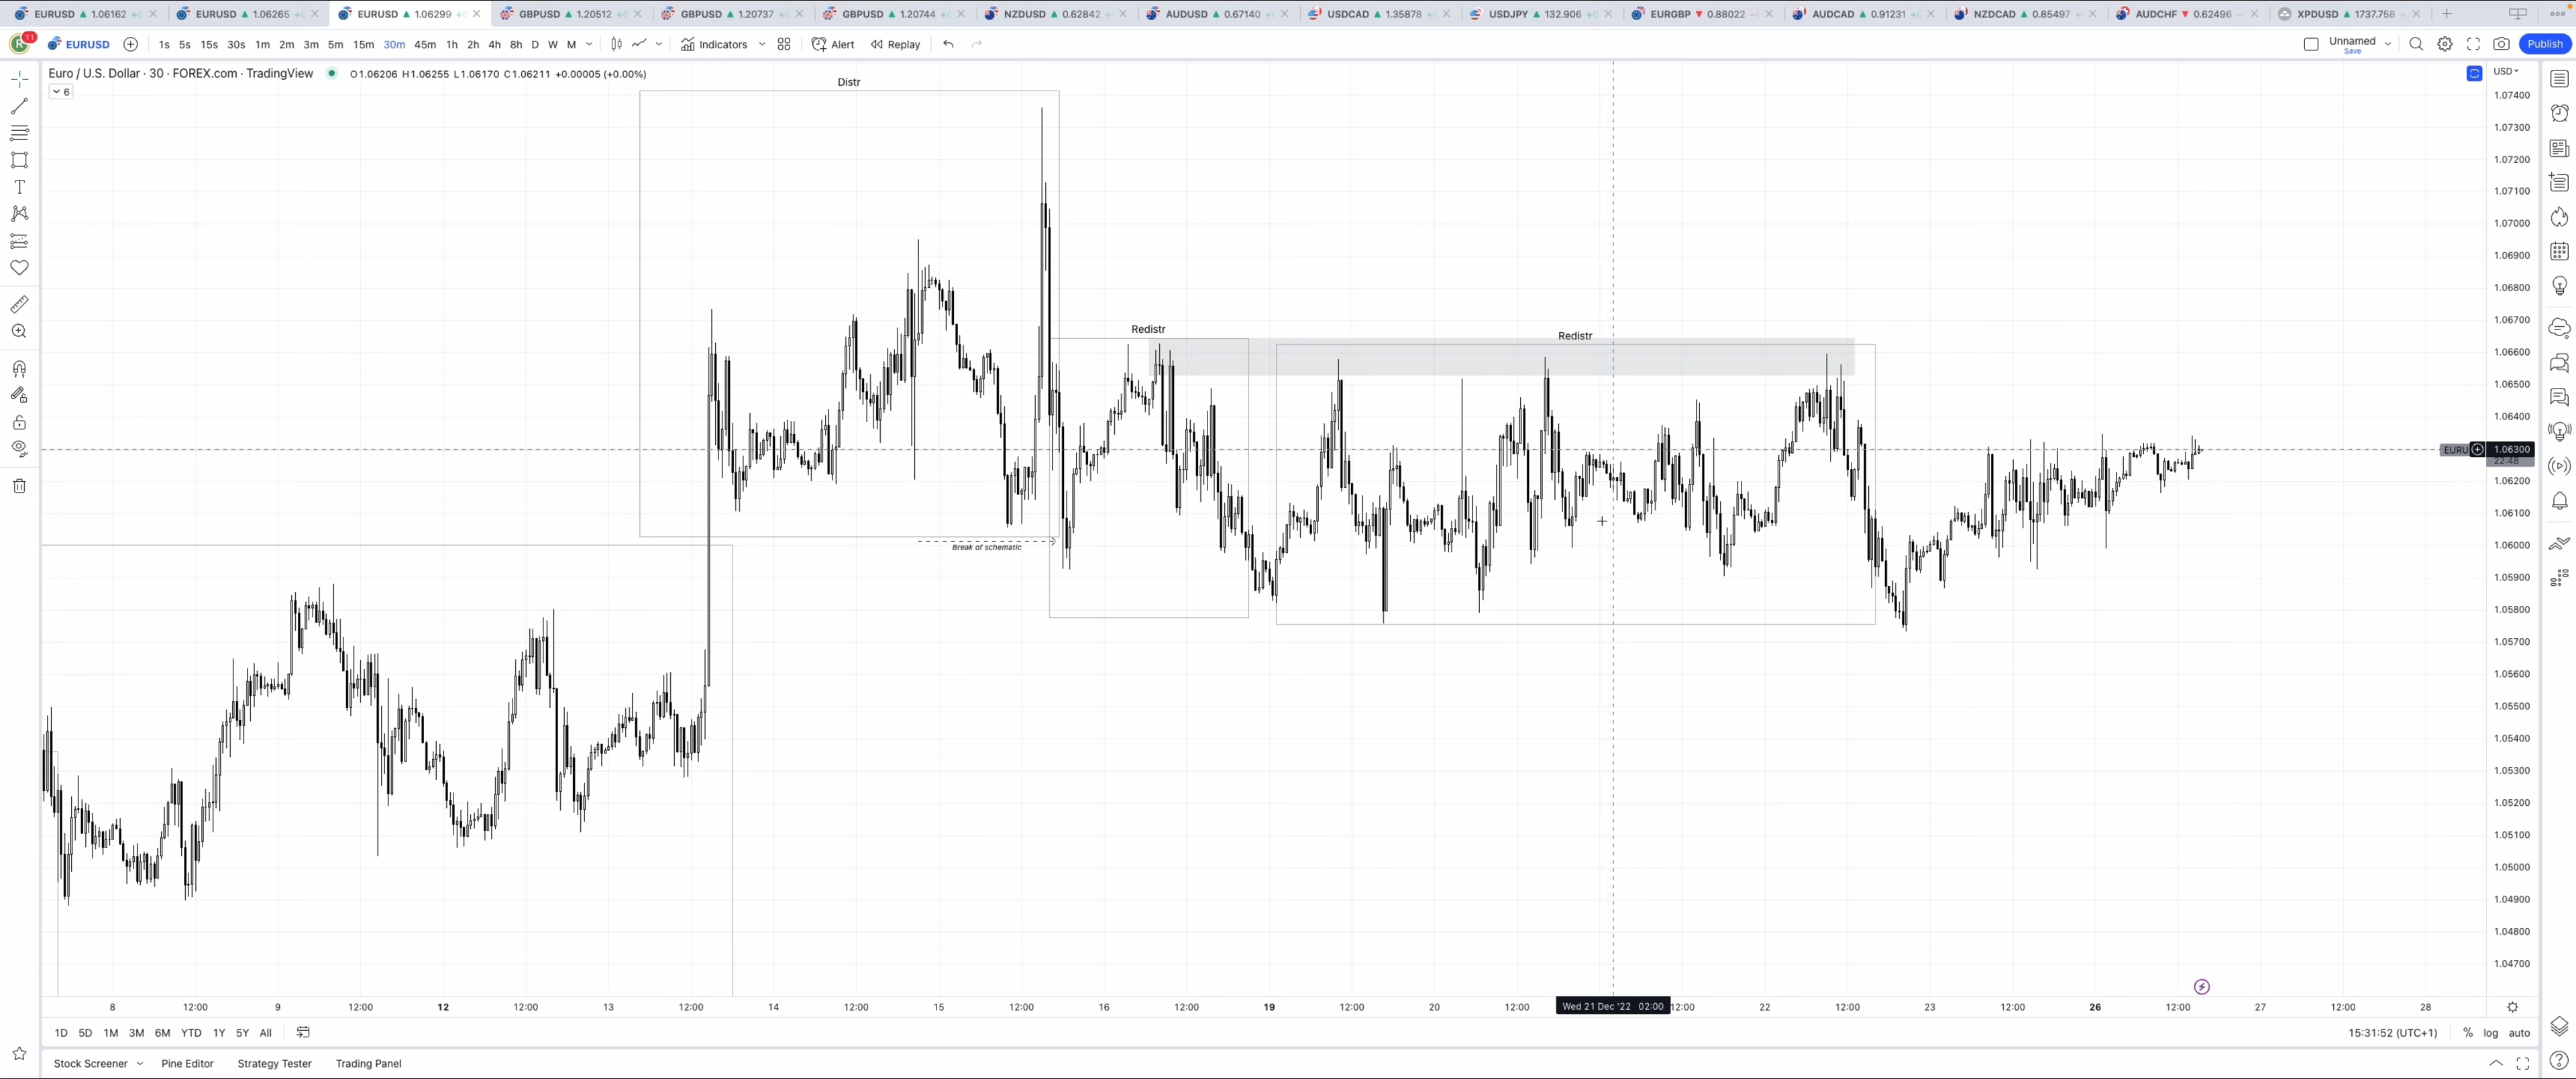 EURUSD ▲ 1.06162 EURUSD ▲ 1.06265 EURUSD ▲ 1.06299 GBPUSD ▲ 1.20512 GBPUSD ▲ 1.20737 GBPUSD ▲ 1.20744 NZDUSD ▲ 0.62842 AUDUSD ▲ 0.67140 USDCAD ▲ 1.35878 USDJPY ▲ 132.906 EURGBP ▼ 0.88022 AUDCAD ▲ 0.91231 NZDCAD ▲ 0.85497 AUDCHF ▼ 0.62496 XPDUSD ▲ 1737.758
R 11 EURUSD 1s 5s 15s 30s 1m 2m 3m 5m 15m 30m 45m 1h 2h 4h 8h D W M Indicators Alert Replay Unnamed Save Publish
Euro / U.S. Dollar · 30 · FOREX.com · TradingView O1.06206 H1.06255 L1.06170 C1.06211 +0.00005 (+0.00%) USD
6
Distr
Redistr
Redistr
Break of schematic
1.07400
1.07300
1.07200
1.07100
1.07000
1.06900
1.06800
1.06700
1.06600
1.06500
1.06400
EURU 1.06300
22:48
1.06200
1.06100
1.06000
1.05900
1.05800
1.05700
1.05600
1.05500
1.05400
1.05300
1.05200
1.05100
1.05000
1.04900
1.04800
1.04700
8 12:00 9 12:00 12 12:00 13 12:00 14 12:00 15 12:00 16 12:00 19 12:00 20 12:00 Wed 21 Dec '22 02:00 12:00 22 12:00 23 12:00 26 12:00 27 12:00 28
1D 5D 1M 3M 6M YTD 1Y 5Y All 15:31:52 (UTC+1) % log auto
Stock Screener Pine Editor Strategy Tester Trading Panel